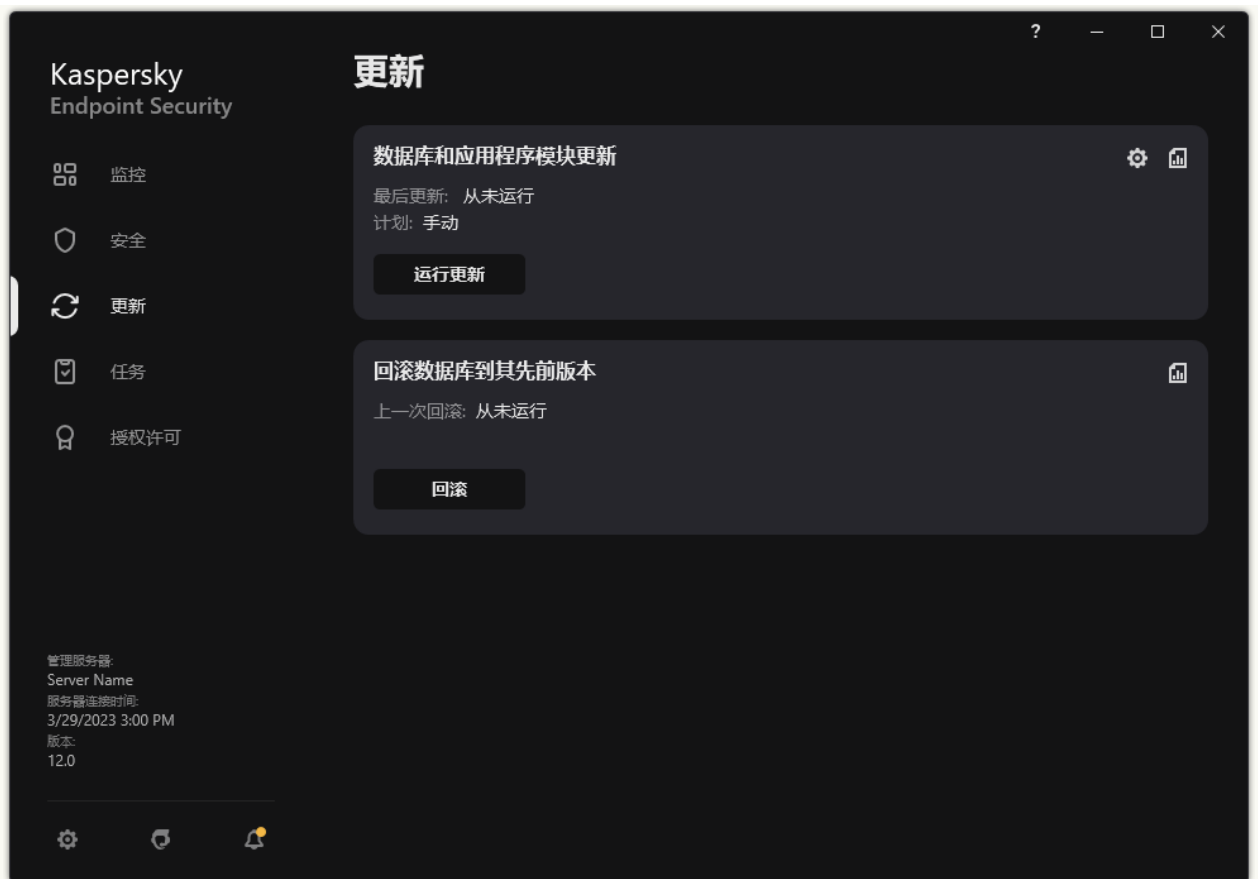 ?
Kaspersky
Endpoint Security
监控
安全
更新
任务
授权许可
管理服务器:
Server Name
服务器连接时间:
3/29/2023 3:00 PM
版本:
12.0
更新
数据库和应用程序模块更新
最后更新: 从未运行
计划: 手动
运行更新
回滚数据库到其先前版本
上一次回滚: 从未运行
回滚